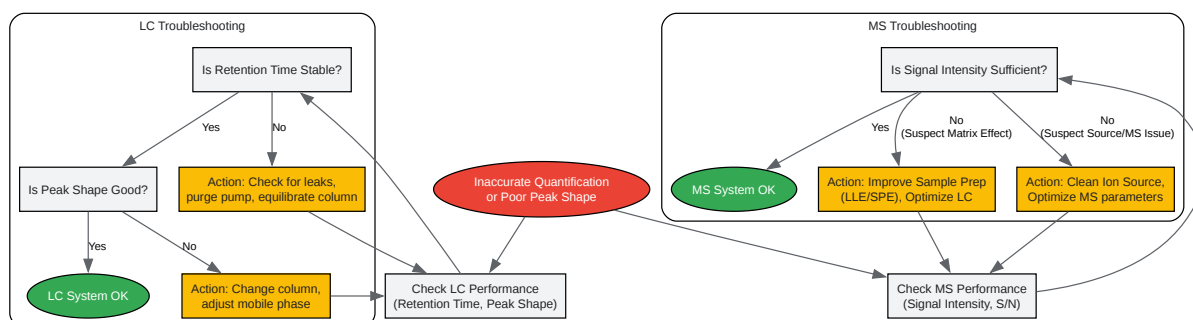 LC Troubleshooting
MS Troubleshooting
Is Retention Time Stable?
Is Signal Intensity Sufficient?
Yes
No
Yes
No
(Suspect Matrix Effect)
No
(Suspect Source/MS Issue)
Is Peak Shape Good?
Action: Check for leaks,
purge pump, equilibrate column
Inaccurate Quantification
or Poor Peak Shape
MS System OK
Action: Improve Sample Prep
(LLE/SPE), Optimize LC
Action: Clean Ion Source,
Optimize MS parameters
Yes
No
LC System OK
Action: Change column,
adjust mobile phase
Check LC Performance
(Retention Time, Peak Shape)
Check MS Performance
(Signal Intensity, S/N)